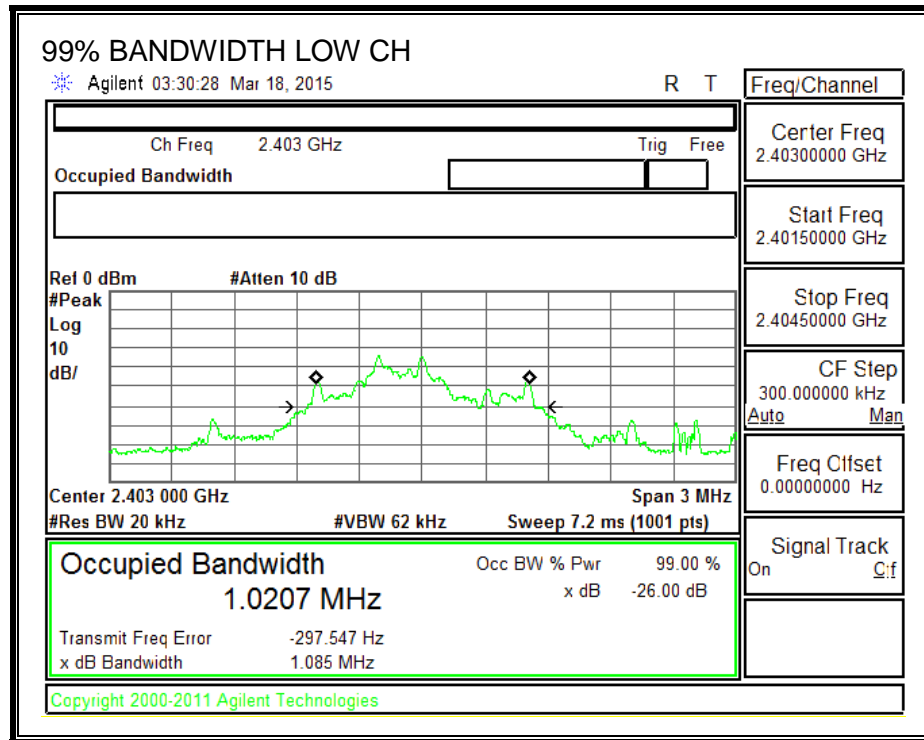 99% BANDWIDTH LOW CH
Agilent 03:30:28 Mar 18, 2015 R T
Freq/Channel
Ch Freq 2.403 GHz Trig Free
Occupied Bandwidth
Center Freq
2.40300000 GHz
Start Freq
2.40150000 GHz
Stop Freq
2.40450000 GHz
CF Step
300.000000 kHz
Auto Man
Freq Offset
0.00000000 Hz
Signal Track
On Off
Ref 0 dBm #Atten 10 dB
#Peak
Log
10
dB/
Center 2.403 000 GHz Span 3 MHz
#Res BW 20 kHz #VBW 62 kHz Sweep 7.2 ms (1001 pts)
Occupied Bandwidth Occ BW % Pwr 99.00 %
1.0207 MHz x dB -26.00 dB
Transmit Freq Error -297.547 Hz
x dB Bandwidth 1.085 MHz
Copyright 2000-2011 Agilent Technologies